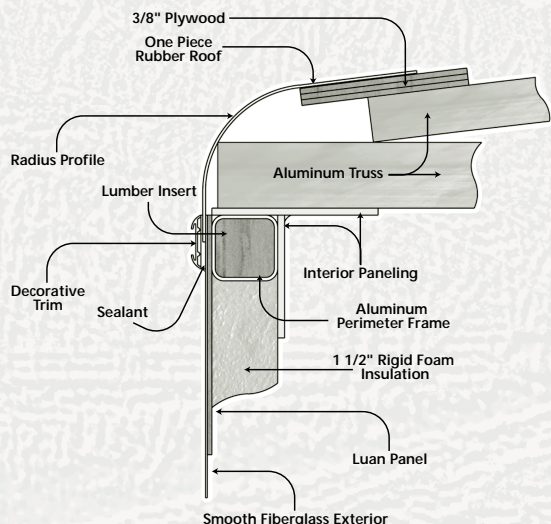 3/8" Plywood
One Piece
Rubber Roof
Radius Profile
Aluminum Truss
Lumber Insert
Interior Paneling
Decorative
Trim
Sealant
Aluminum
Perimeter Frame
1 1/2" Rigid Foam
Insulation
Luan Panel
Smooth Fiberglass Exterior